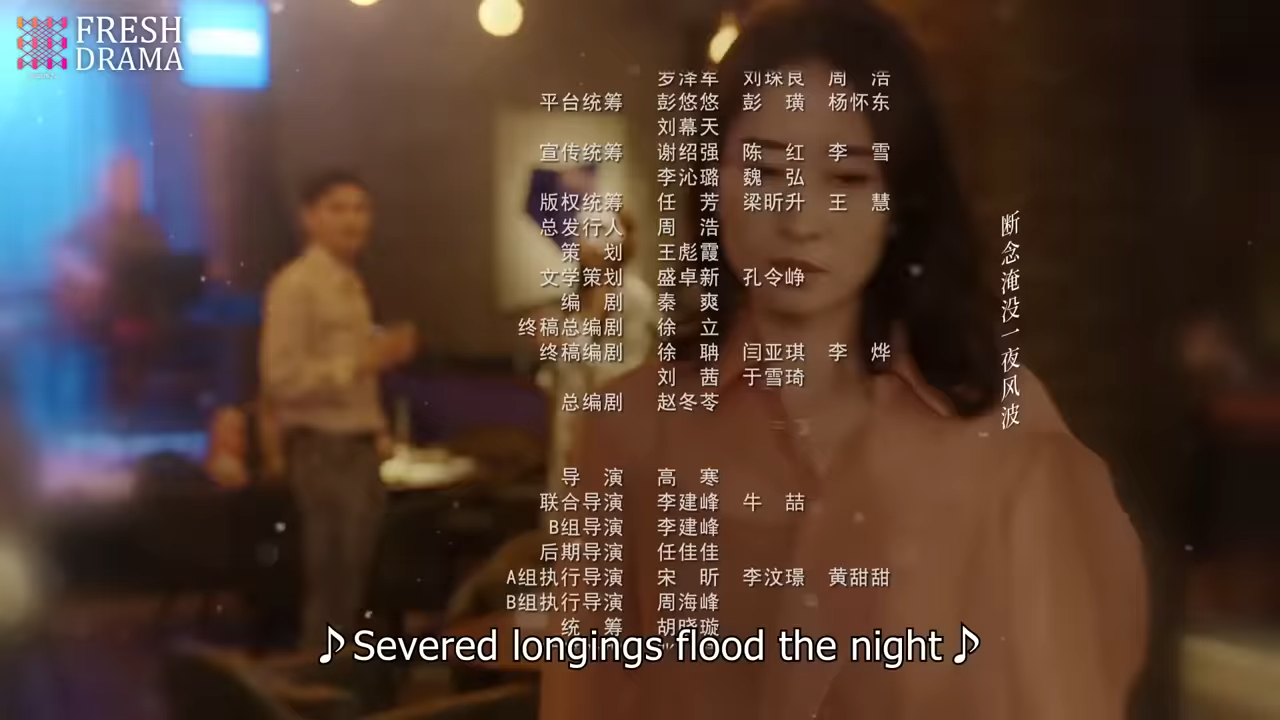 FRESH
DRAMA
平台统筹 彭悠悠 彭 璜 杨怀东
刘幕天
宣传统筹 谢绍强 陈 红 李 雪
李沁璐 魏 弘
版权统筹 任 芳 梁昕升 王 慧
总发行人 周 浩
策 划 王彪霞
文学策划 盛卓新 孔令峥
编 剧 秦 爽
终稿总编剧 徐 立
终稿编剧 徐 聃 闫亚琪 李 烨
刘 茜 于雪琦
总编剧 赵冬苓
导 演 高 寒
联合导演 李建峰 牛 喆
B组导演 李建峰
后期导演 任佳佳
A组执行导演 宋 昕 李汶璟 黄甜甜
B组执行导演 周海峰
统 筹 胡晓璇
断念淹没一夜风波
♪Severed longings flood the night♪